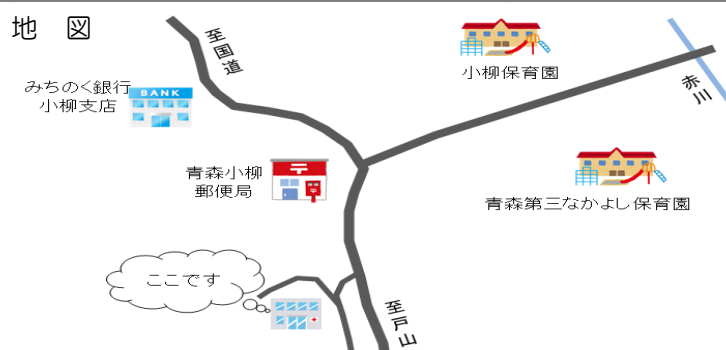 地　図
至国道
小柳保育園
みちのく銀行
小柳支店
BANK
赤川
青森小柳
郵便局
青森第三なかよし保育園
ここです
至戸山